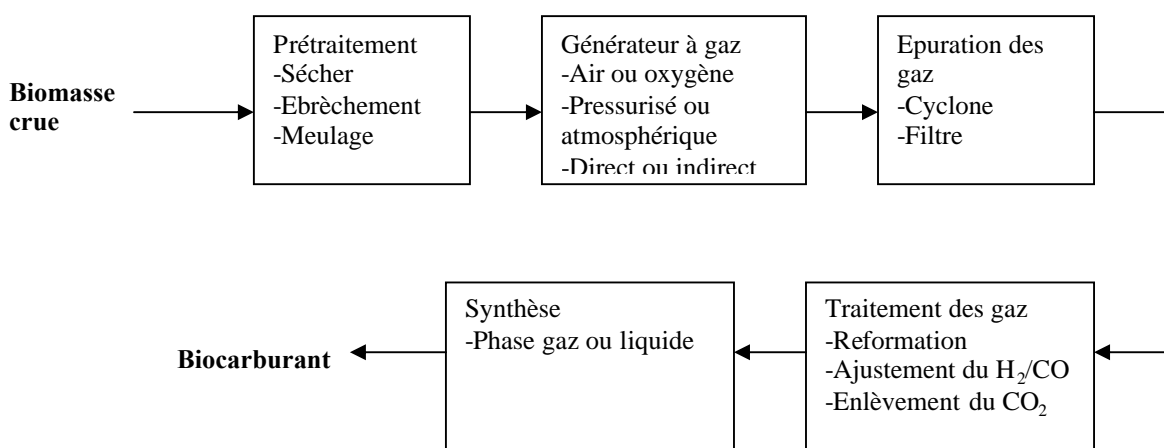 Biomasse
crue
Prétraitement
-Sécher
-Ebrèchement
-Meulage
Générateur à gaz
-Air ou oxygène
-Pressurisé ou
atmosphérique
-Direct ou indirect
Epuration des
gaz
-Cyclone
-Filtre
Traitement des gaz
-Reformation
-Ajustement du H₂/CO
-Enlèvement du CO₂
Synthèse
-Phase gaz ou liquide
Biocarburant